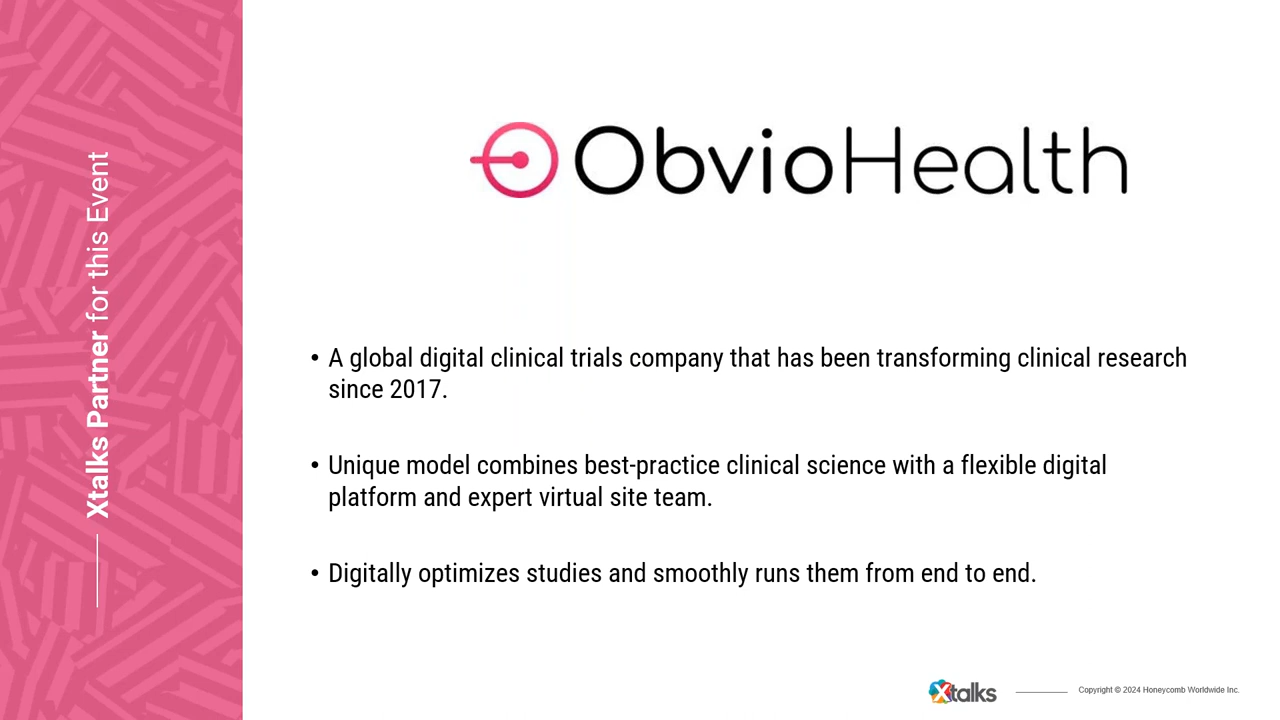 Xtalks Partner for this Event
ObvioHealth
• A global digital clinical trials company that has been transforming clinical research
since 2017.
• Unique model combines best-practice clinical science with a flexible digital
platform and expert virtual site team.
• Digitally optimizes studies and smoothly runs them from end to end.
Xtalks
Copyright © 2024 Honeycomb Worldwide Inc.